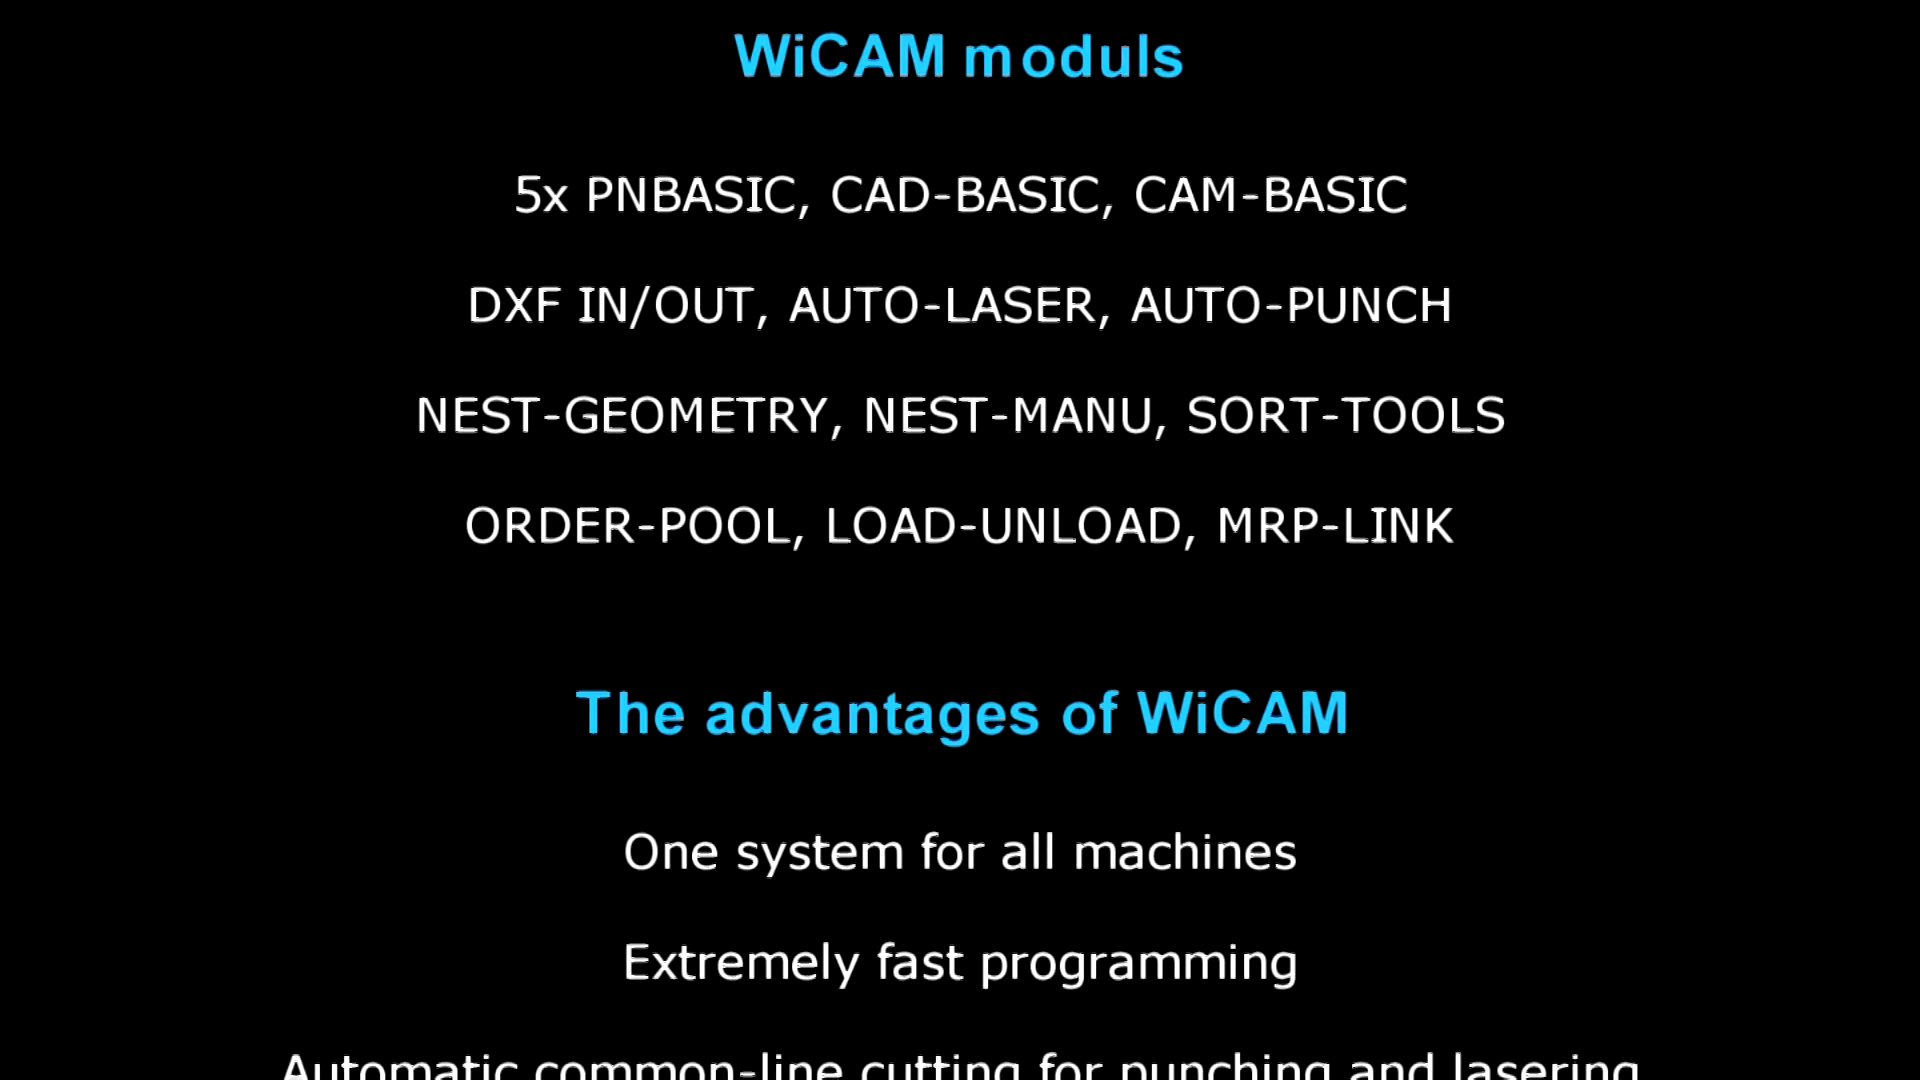 WiCAM moduls
5x PNBASIC, CAD-BASIC, CAM-BASIC
DXF IN/OUT, AUTO-LASER, AUTO-PUNCH
NEST-GEOMETRY, NEST-MANU, SORT-TOOLS
ORDER-POOL, LOAD-UNLOAD, MRP-LINK
The advantages of WiCAM
One system for all machines
Extremely fast programming
Automatic common-line cutting for punching and lasering